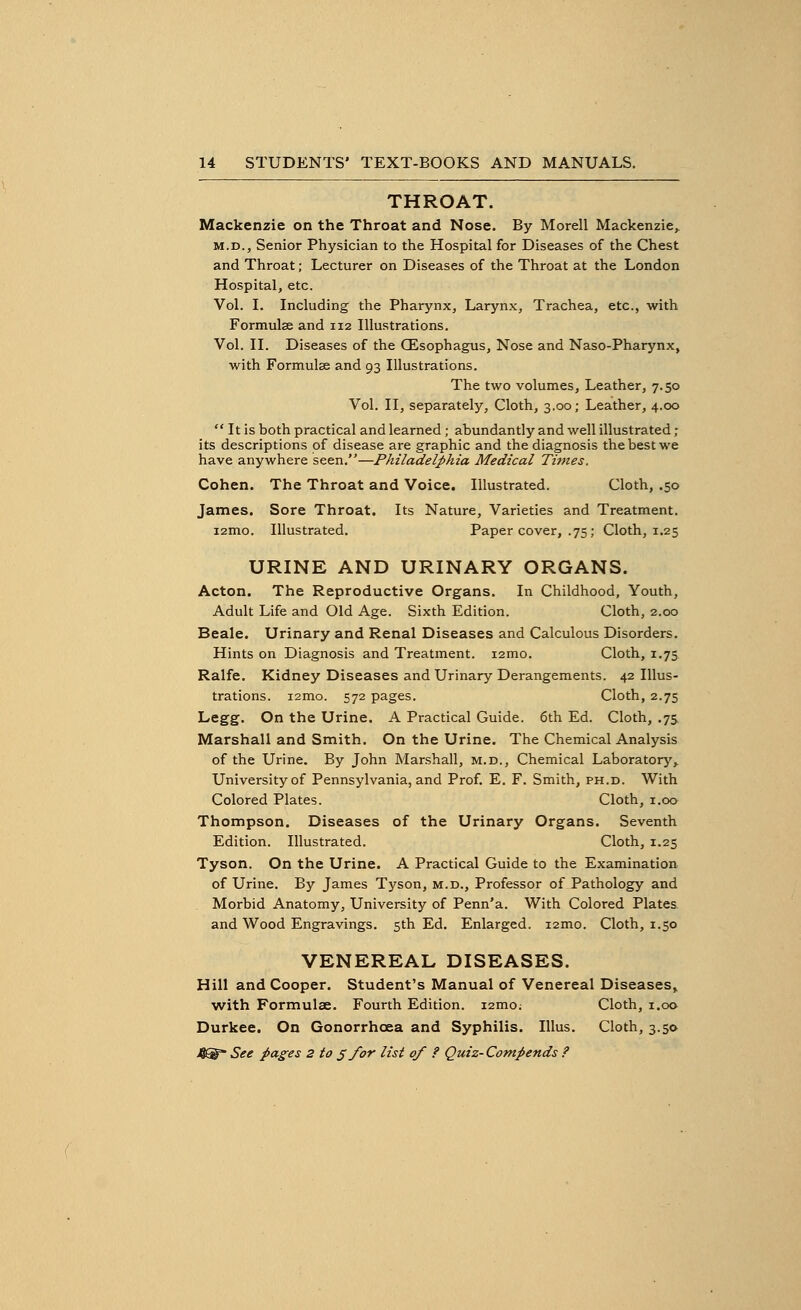 14 STUDENTS' TEXT-BOOKS AND MANUALS.
THROAT.
Mackenzie on the Throat and Nose. By Morell Mackenzie,
M.D., Senior Physician to the Hospital for Diseases of the Chest
and Throat; Lecturer on Diseases of the Throat at the London
Hospital, etc.
Vol. I. Including the Pharynx, Larynx, Trachea, etc., with
Formulæ and 112 Illustrations.
Vol. II. Diseases of the Œsophagus, Nose and Naso-Pharynx,
with Formulæ and 93 Illustrations.
The two volumes, Leather, 7.50
Vol. II, separately, Cloth, 3.00; Leather, 4.00
" It is both practical and learned; abundantly and well illustrated;
its descriptions of disease are graphic and the diagnosis the best we
have anywhere seen."—Philadelphia Medical Times.
Cohen. The Throat and Voice. Illustrated. Cloth, .50
James. Sore Throat. Its Nature, Varieties and Treatment.
12mo. Illustrated. Paper cover, .75; Cloth, 1.25
URINE AND URINARY ORGANS.
Acton. The Reproductive Organs. In Childhood, Youth,
Adult Life and Old Age. Sixth Edition. Cloth, 2.00
Beale. Urinary and Renal Diseases and Calculous Disorders.
Hints on Diagnosis and Treatment. 12mo. Cloth, 1.75
Ralfe. Kidney Diseases and Urinary Derangements. 42 Illus-
trations. 12mo. 572 pages. Cloth, 2.75
Legg. On the Urine. A Practical Guide. 6th Ed. Cloth, .75
Marshall and Smith. On the Urine. The Chemical Analysis
of the Urine. By John Marshall, M.D., Chemical Laboratory,
University of Pennsylvania, and Prof. E. F. Smith, PH.D. With
Colored Plates. Cloth, 1.00
Thompson. Diseases of the Urinary Organs. Seventh
Edition. Illustrated. Cloth, 1.25
Tyson. On the Urine. A Practical Guide to the Examination
of Urine. By James Tyson, M.D., Professor of Pathology and
Morbid Anatomy, University of Penn'a. With Colored Plates
and Wood Engravings. 5th Ed. Enlarged. 12mo. Cloth, 1.50
VENEREAL DISEASES.
Hill and Cooper. Student's Manual of Venereal Diseases,
with Formulæ. Fourth Edition. 12mo. Cloth, 1.00
Durkee. On Gonorrhœa and Syphilis. Illus. Cloth, 3.50
☞ See pages 2 to 5 for list of ? Quiz-Compends ?